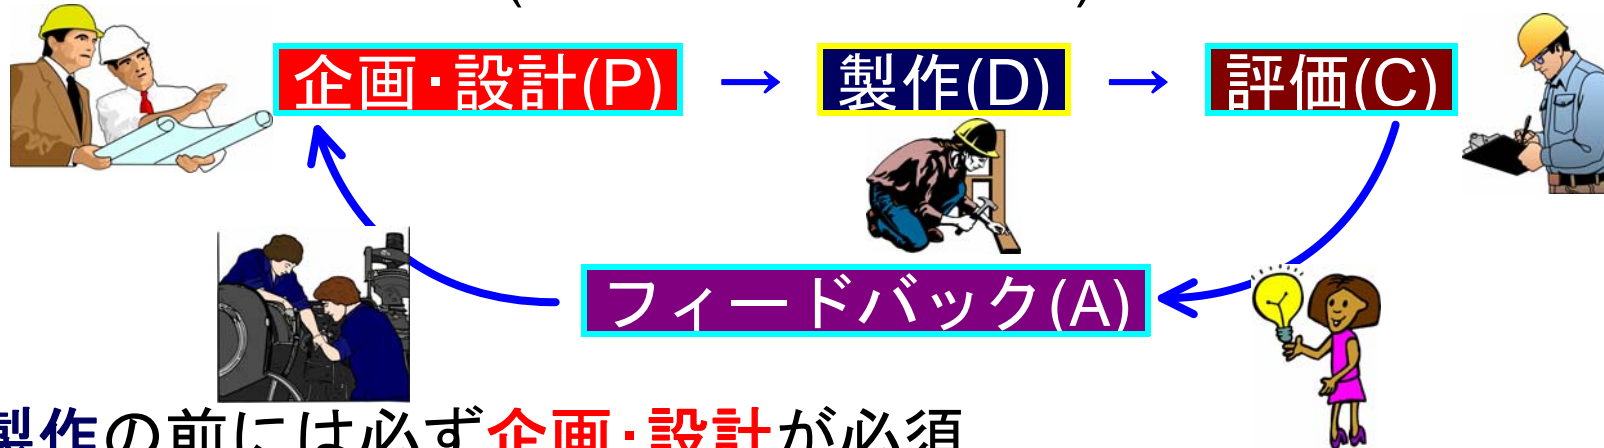 企画・設計(P) → 製作(D) → 評価(C)
フィードバック(A)
製作の前には必ず企画・設計が必須